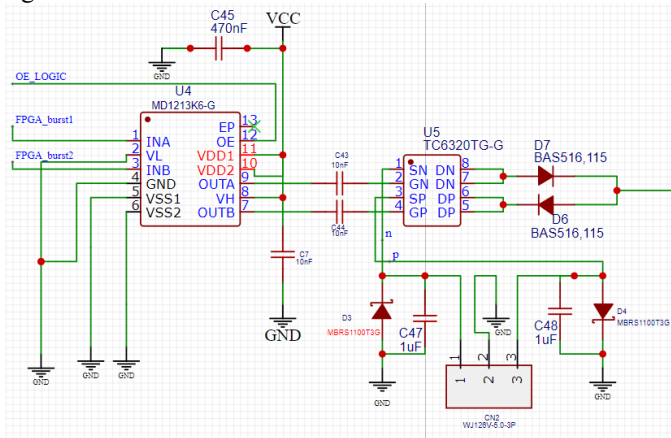 C45
470nF
VCC
GND
OE_LOGIC
U4
MD1213K6-G
FPGA_burst1
FPGA_burst2
1 INA
2 VL
3 INB
4 GND
5 VSS1
6 VSS2
EP 13
OE 12
VDD1 11
VDD2 10
OUTA 9
VH 8
OUTB 7
C43
10nF
C44
10nF
C7
10nF
GND
U5
TC6320TG-G
1 SN DN 8
2 GN DN 7
3 SP DP 6
4 GP DP 5
D7
BAS516,115
D6
BAS516,115
n
p
D3
MBRS1100T3G
C47
1uF
GND
C48
1uF
D4
MBRS1100T3G
1 2 3
1 2 3
CN2
WJ126V-5.0-3P
GND
GND
GND
GND
GND